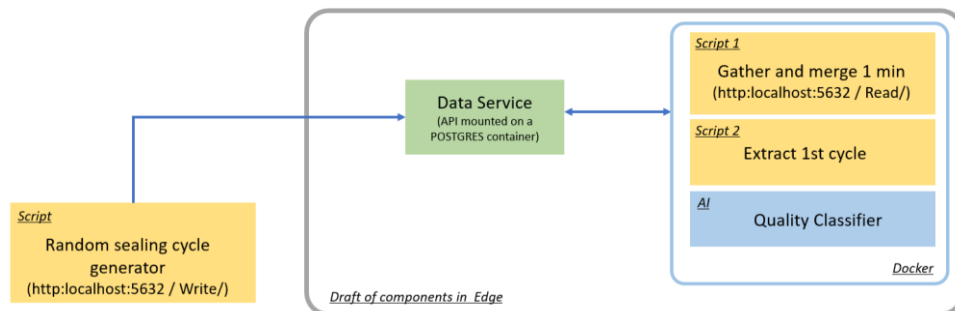 Script 1
Gather and merge 1 min
(http:localhost:5632 / Read/)
Data Service
(API mounted on a
POSTGRES container)
Script 2
Extract 1st cycle
AI
Quality Classifier
Script
Random sealing cycle
generator
(http:localhost:5632 / Write/)
Docker
Draft of components in Edge